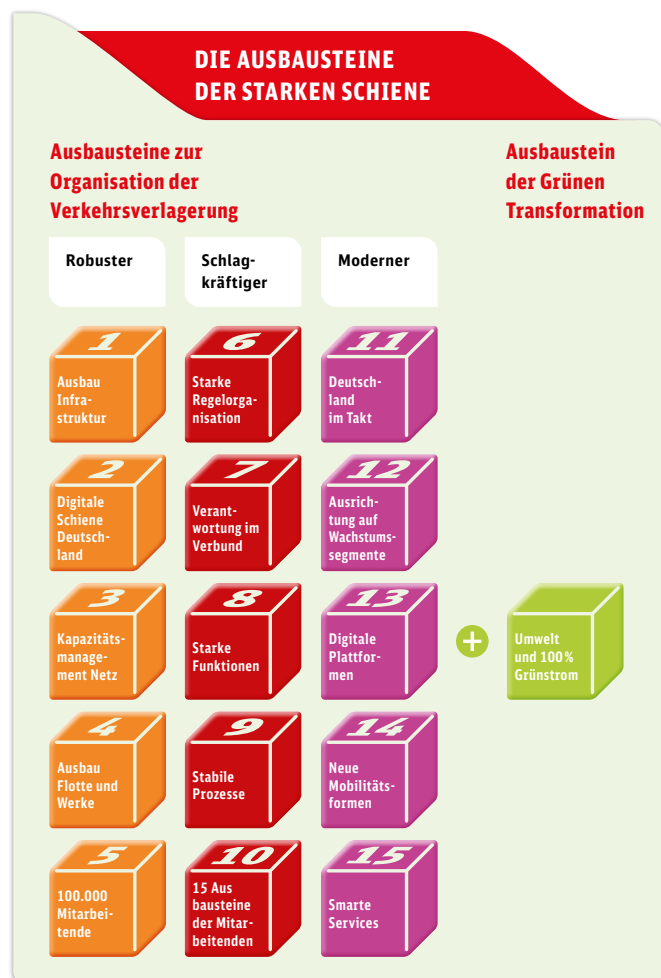 DIE AUSBAUSTEINE
DER STARKEN SCHIENE
Ausbausteine zur
Organisation der
Verkehrsverlagerung
Ausbaustein
der Grünen
Transformation
Robuster
Schlag-
kräftiger
Moderner
1
Ausbau
Infra-
struktur
6
Starke
Regelorga-
nisation
11
Deutsch-
land
im Takt
2
Digitale
Schiene
Deutsch-
land
7
Verant-
wortung im
Verbund
12
Ausrich-
tung auf
Wachstums-
segmente
3
Kapazitäts-
manage-
ment Netz
8
Starke
Funktionen
13
Digitale
Plattfor-
men
+
Umwelt
und 100 %
Grünstrom
4
Ausbau
Flotte und
Werke
9
Stabile
Prozesse
14
Neue
Mobilitäts-
formen
5
100.000
Mitarbei-
tende
10
15 Aus
bausteine
der Mitar-
beitenden
15
Smarte
Services